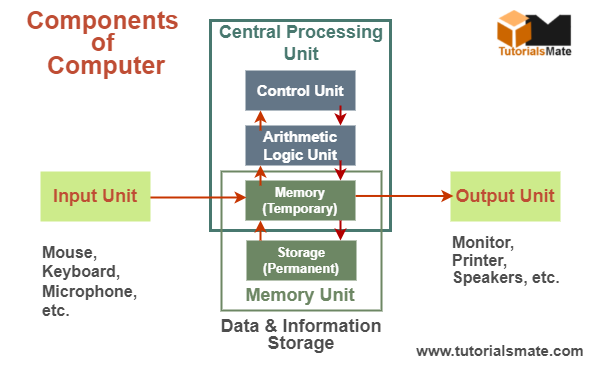 Components
of
Computer
Central Processing
Unit
TutorialsMate
Control Unit
Arithmetic
Logic Unit
Input Unit
Memory
(Temporary)
Output Unit
Mouse,
Keyboard,
Microphone,
etc.
Storage
(Permanent)
Monitor,
Printer,
Speakers, etc.
Memory Unit
Data & Information
Storage
www.tutorialsmate.com